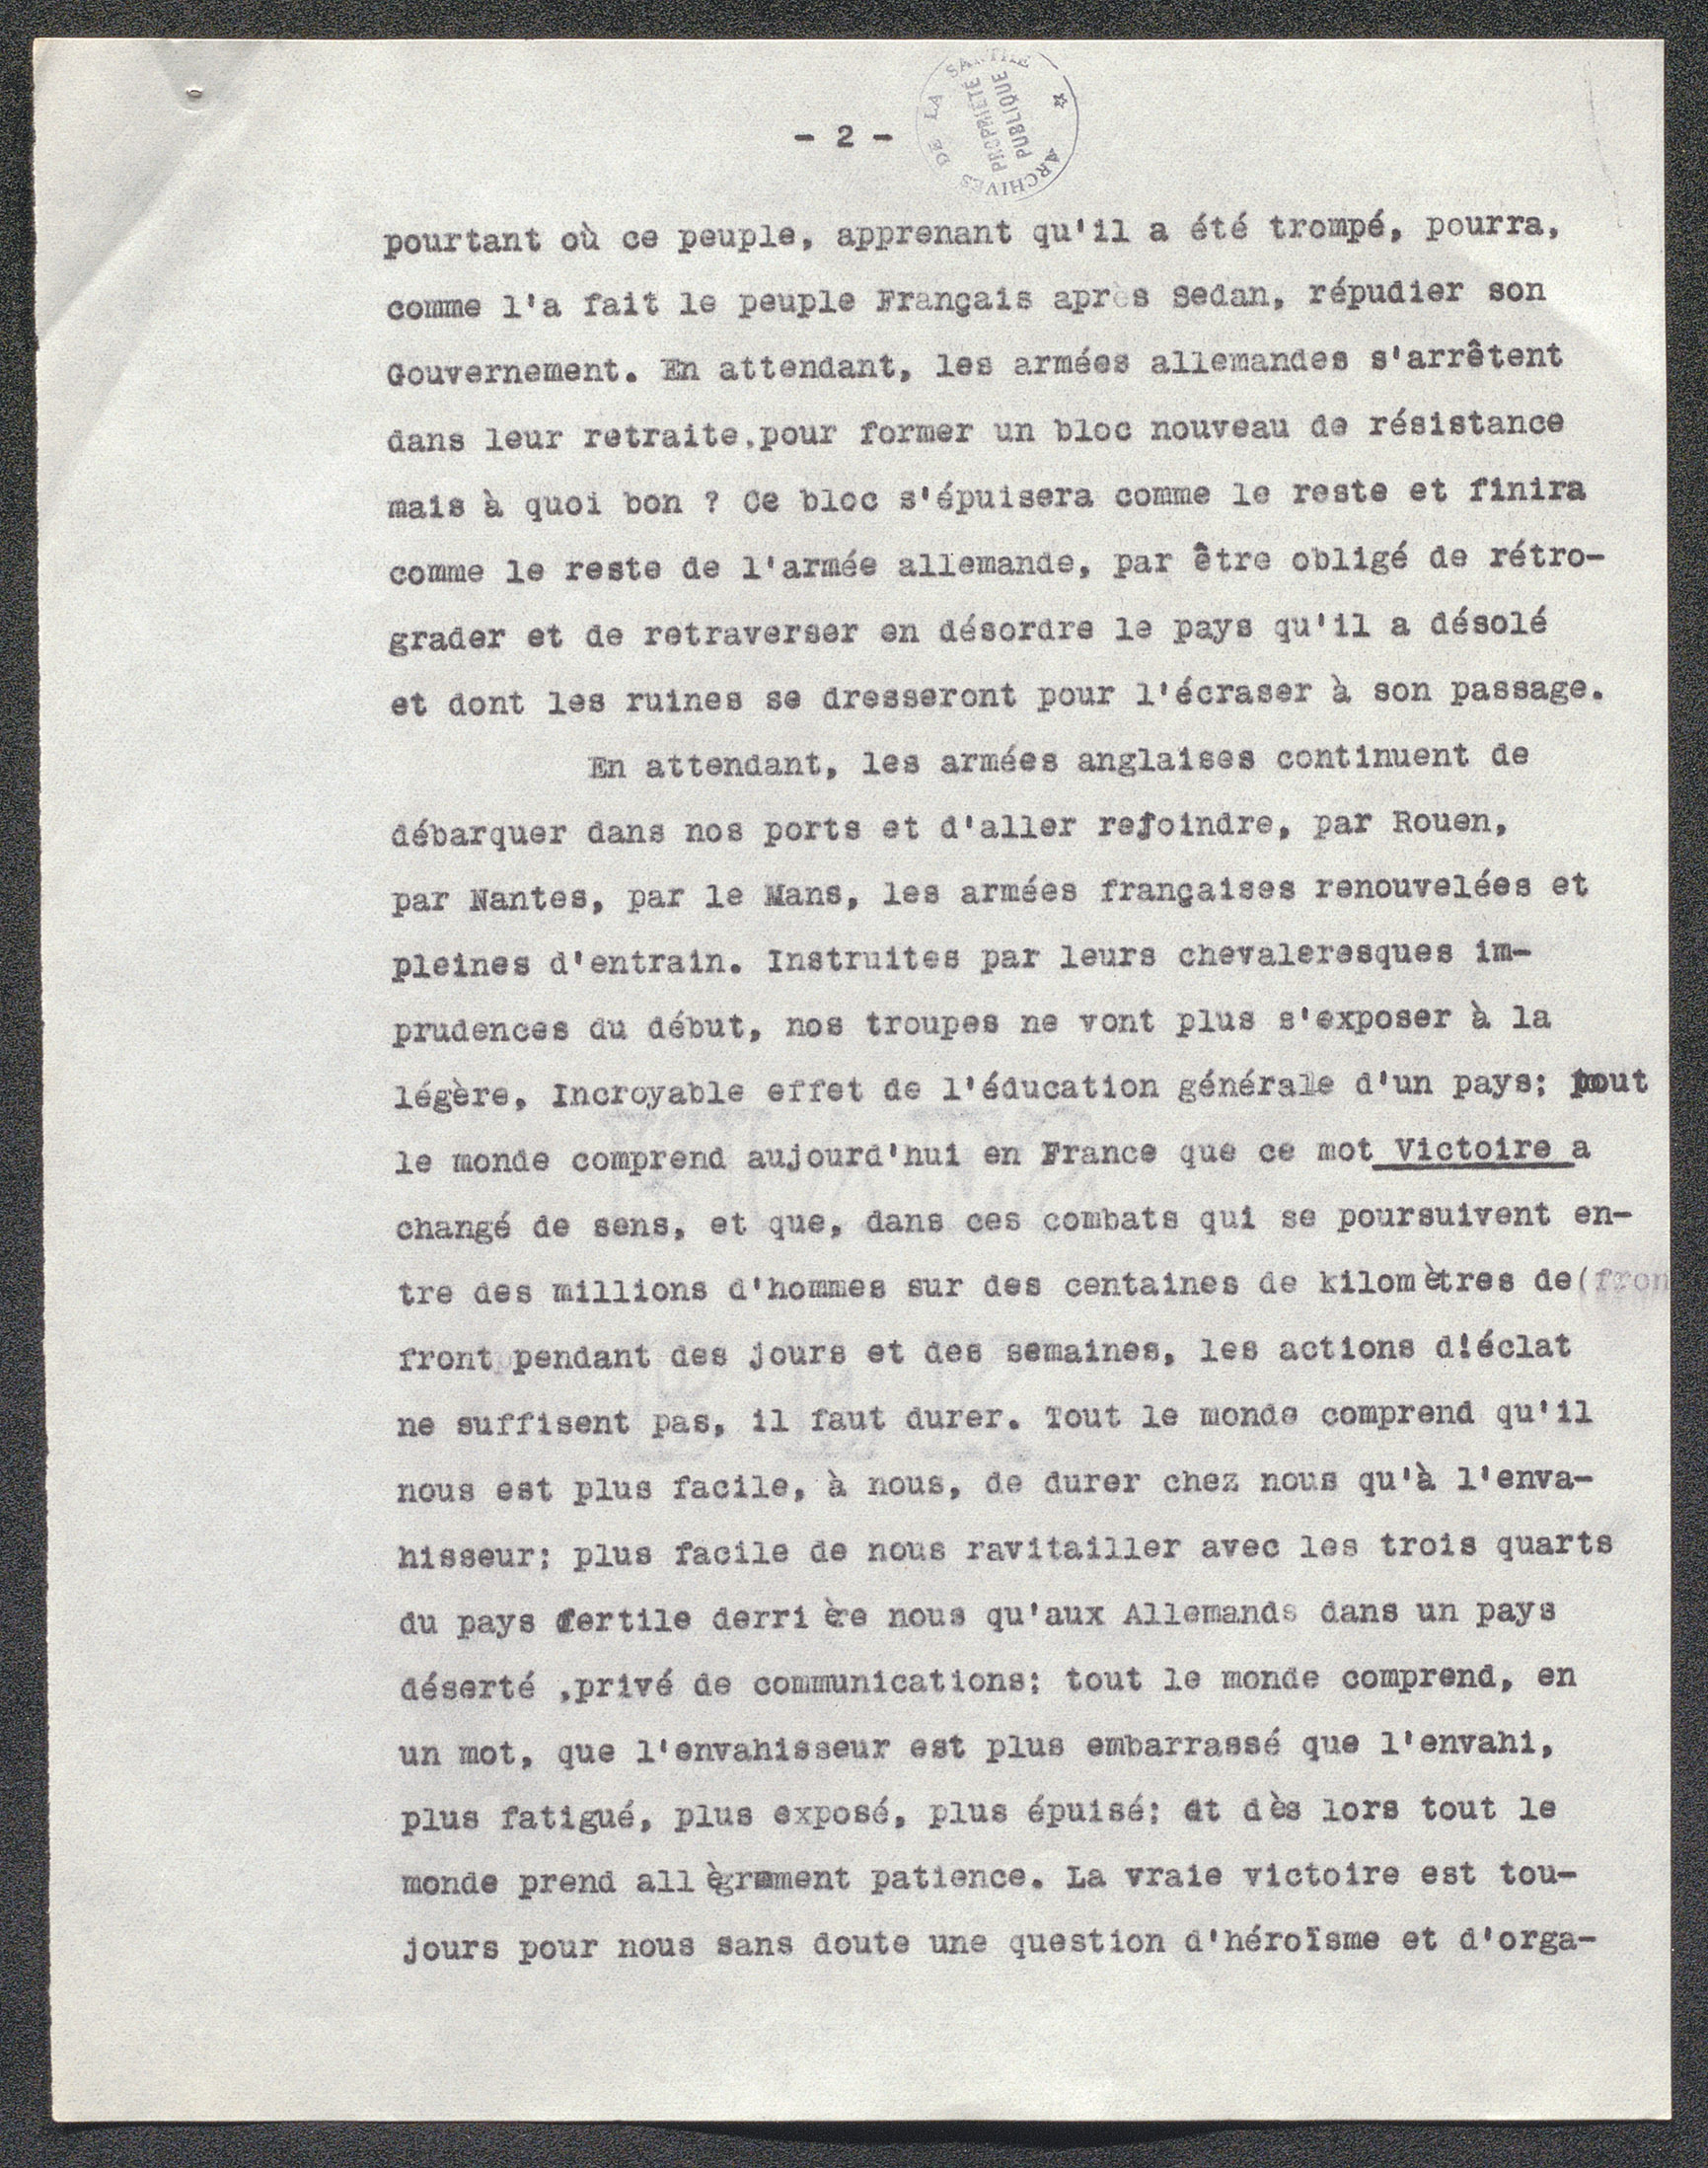 - 2 -
ARCHIVES DE LA SARTHE
PROPRIÉTÉ
PUBLIQUE
pourtant où ce peuple, apprenant qu'il a été trompé, pourra,
comme l'a fait le peuple Français apres Sedan, répudier son
Gouvernement. En attendant, les armées allemandes s'arrêtent
dans leur retraite,pour former un bloc nouveau de résistance
mais à quoi bon ? Ce bloc s'épuisera comme le reste et finira
comme le reste de l'armée allemande, par être obligé de rétro-
grader et de retraverser en désordre le pays qu'il a désolé
et dont les ruines se dresseront pour l'écraser à son passage.
En attendant, les armées anglaises continuent de
débarquer dans nos ports et d'aller rejoindre, par Rouen,
par Nantes, par le Mans, les armées françaises renouvelées et
pleines d'entrain. Instruites par leurs chevaleresques im-
prudences du début, nos troupes ne vont plus s'exposer à la
légère, Incroyable effet de l'éducation générale d'un pays; tout
le monde comprend aujourd'hui en France que ce mot Victoire a
changé de sens, et que, dans ces combats qui se poursuivent en-
tre des millions d'hommes sur des centaines de kilomètres de(fron
front pendant des jours et des semaines, les actions d'éclat
ne suffisent pas, il faut durer. Tout le monde comprend qu'il
nous est plus facile, à nous, de durer chez nous qu'à l'enva-
hisseur; plus facile de nous ravitailler avec les trois quarts
du pays fertile derrière nous qu'aux Allemands dans un pays
déserté ,privé de communications; tout le monde comprend, en
un mot, que l'envahisseur est plus embarrassé que l'envahi,
plus fatigué, plus exposé, plus épuisé; et dès lors tout le
monde prend allègrement patience. La vraie victoire est tou-
jours pour nous sans doute une question d'héroïsme et d'orga-